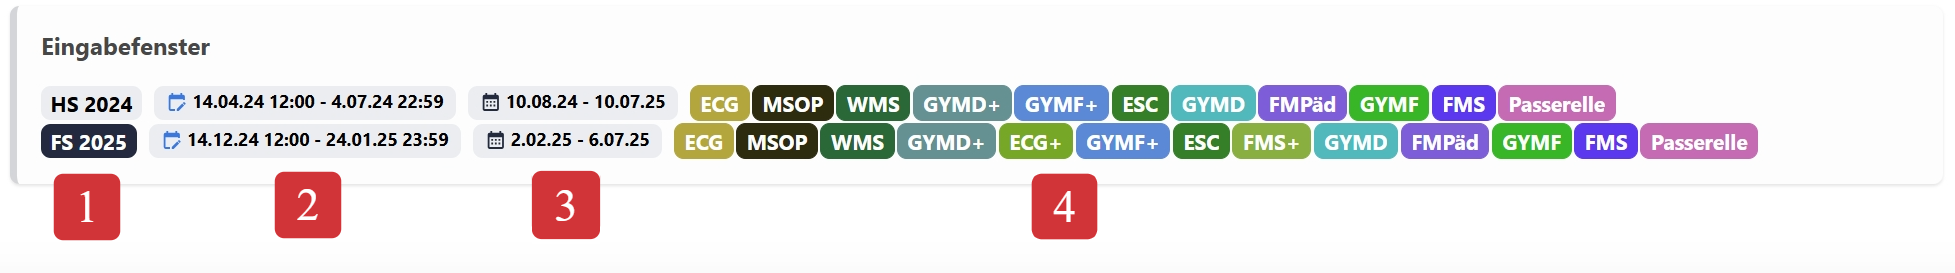 Eingabefenster
HS 2024 14.04.24 12:00 - 4.07.24 22:59 10.08.24 - 10.07.25 ECG MSOP WMS GYMD+ GYMF+ ESC GYMD FMPäd GYMF FMS Passerelle
FS 2025 14.12.24 12:00 - 24.01.25 23:59 2.02.25 - 6.07.25 ECG MSOP WMS GYMD+ ECG+ GYMF+ ESC FMS+ GYMD FMPäd GYMF FMS Passerelle
1 2 3 4